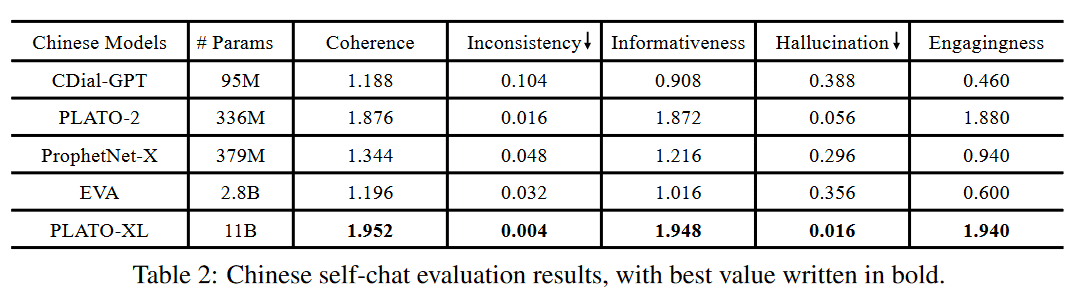 Chinese Models # Params Coherence Inconsistency↓ Informativeness Hallucination↓ Engagingness
CDial-GPT 95M 1.188 0.104 0.908 0.388 0.460
PLATO-2 336M 1.876 0.016 1.872 0.056 1.880
ProphetNet-X 379M 1.344 0.048 1.216 0.296 0.940
EVA 2.8B 1.196 0.032 1.016 0.356 0.600
PLATO-XL 11B 1.952 0.004 1.948 0.016 1.940
Table 2: Chinese self-chat evaluation results, with best value written in bold.